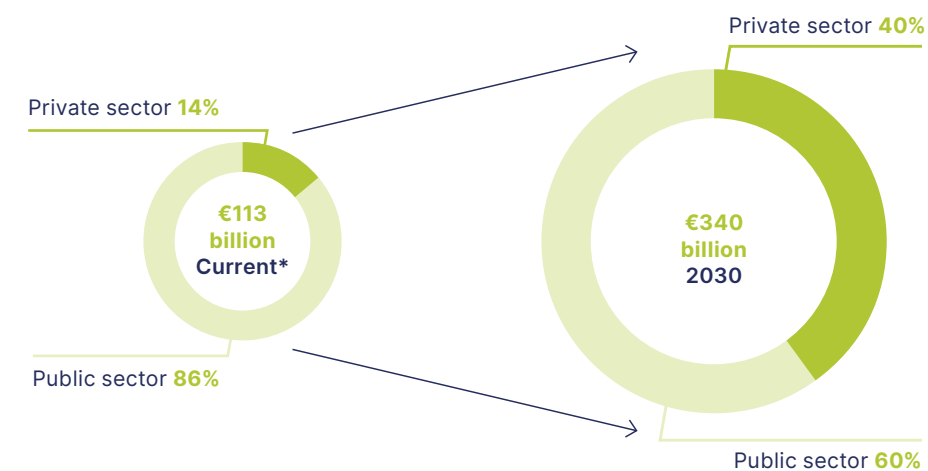 Private sector 40%
Private sector 14%
€113
billion
Current*
€340
billion
2030
Public sector 86%
Public sector 60%